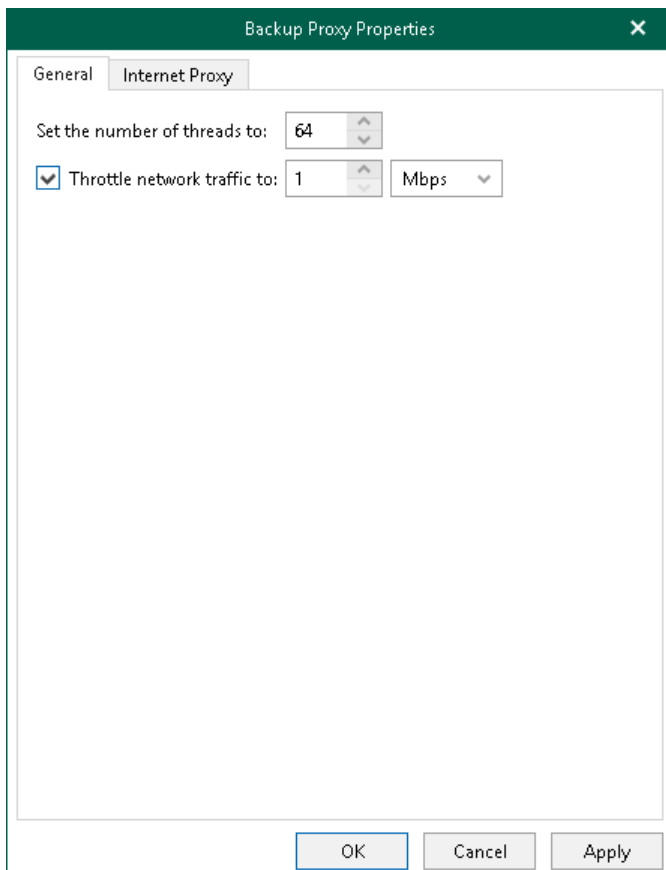 Backup Proxy Properties
General Internet Proxy
Set the number of threads to: 64
Throttle network traffic to: 1 Mbps
OK Cancel Apply